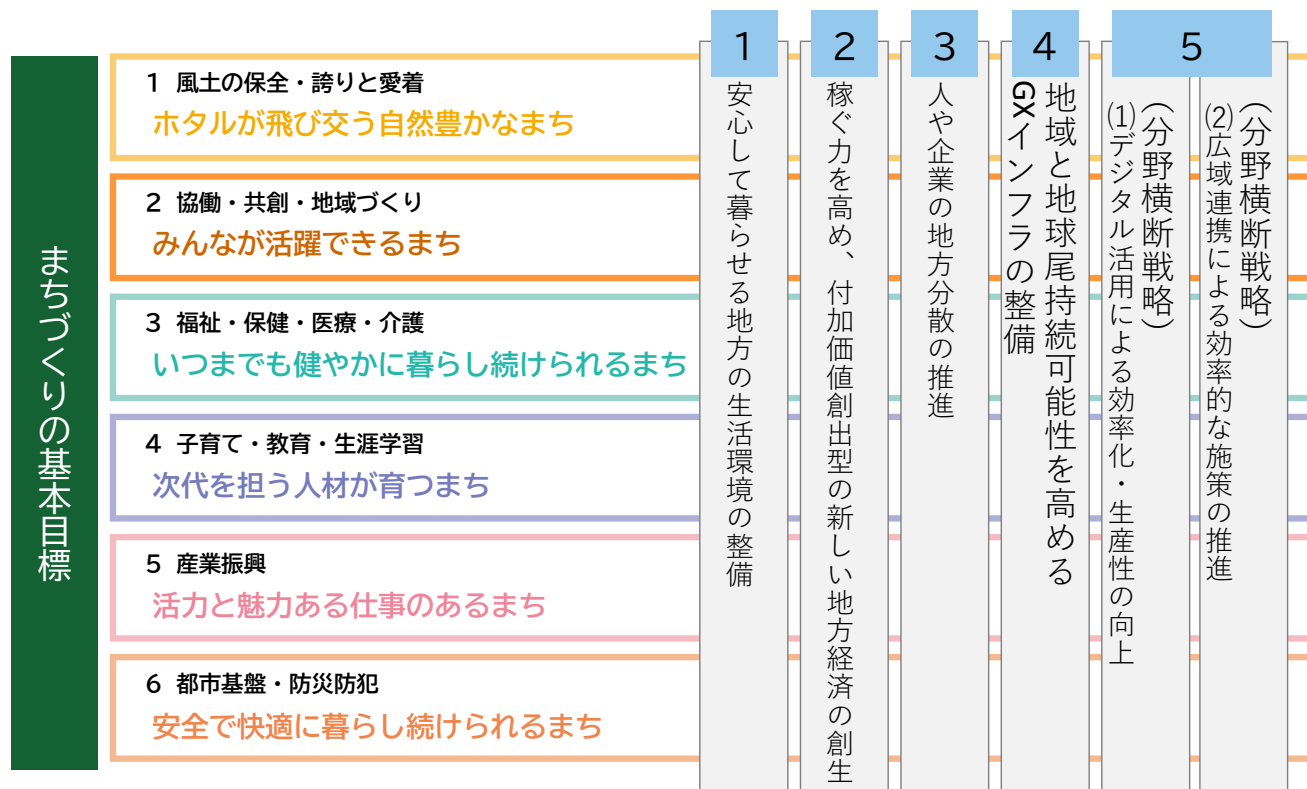 まちづくりの基本目標
1 風土の保全・誇りと愛着
ホタルが飛び交う自然豊かなまち
2 協働・共創・地域づくり
みんなが活躍できるまち
3 福祉・保健・医療・介護
いつまでも健やかに暮らし続けられるまち
4 子育て・教育・生涯学習
次代を担う人材が育つまち
5 産業振興
活力と魅力ある仕事のあるまち
6 都市基盤・防災防犯
安全で快適に暮らし続けられるまち
1
安心して暮らせる地方の生活環境の整備
2
稼ぐ力を高め、付加価値創出型の新しい地方経済の創生
3
人や企業の地方分散の推進
4
地域と地球尾持続可能性を高める
GXインフラの整備
5
(分野横断戦略)
(1)デジタル活用による効率化・生産性の向上
(分野横断戦略)
(2)広域連携による効率的な施策の推進